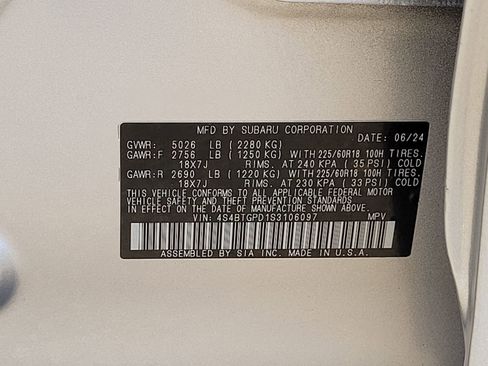 MFD BY SUBARU CORPORATION
GVWR: 5026 LB (2280 KG) DATE: 06/24
GAWR:F 2756 LB (1250 KG) WITH 225/60R18 100H TIRES.
18X7J RIMS. AT 240 KPA (35 PSI) COLD
GAWR:R 2690 LB (1220 KG) WITH 225/60R18 100H TIRES.
18X7J RIMS. AT 230 KPA (33 PSI) COLD
THIS VEHICLE CONFORMS TO ALL APPLICABLE FEDERAL MOTOR
VEHICLE SAFETY AND THEFT PREVENTION STANDARDS
IN EFFECT ON THE DATE OF MANUFACTURE SHOWN ABOVE.
VIN: 4S4BTGPD1S3106097 MPV
ASSEMBLED BY SIA INC. MADE IN U.S.A.